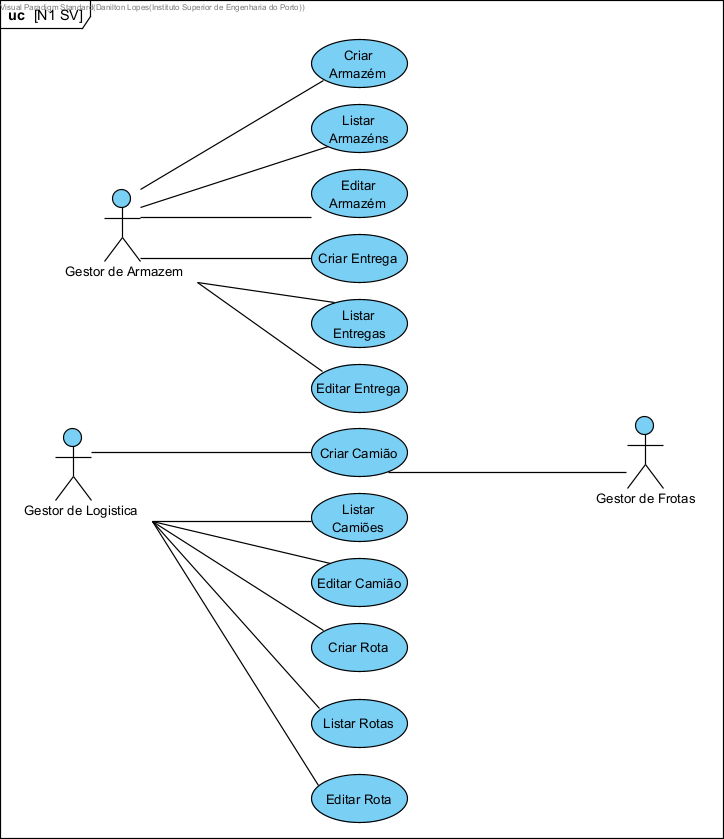 Visual Paradigm Standard(Danilton Lopes(Instituto Superior de Engenharia do Porto))
uc [N1 SV]
Criar
Armazém
Listar
Armazéns
Editar
Armazém
Gestor de Armazem
Criar Entrega
Listar
Entregas
Editar Entrega
Criar Camião
Gestor de Logistica
Gestor de Frotas
Listar
Camiões
Editar Camião
Criar Rota
Listar Rotas
Editar Rota